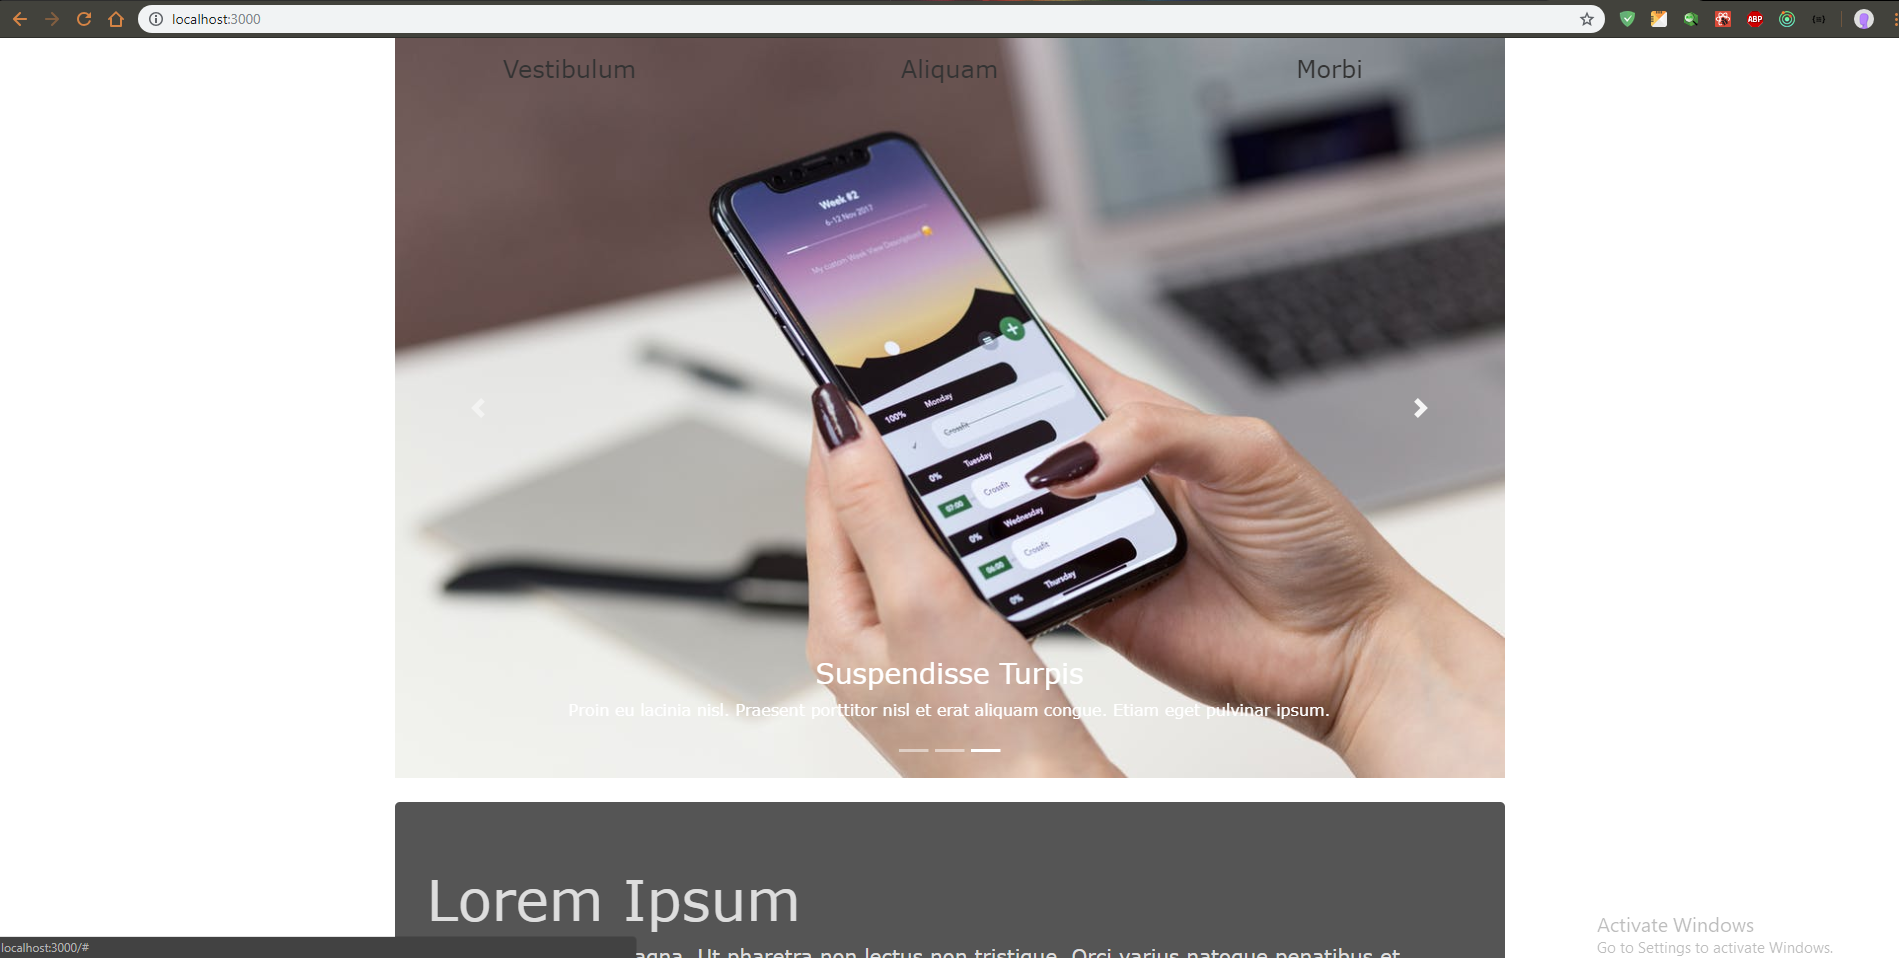 localhost:3000
ABP
Vestibulum
Aliquam
Morbi
Week #2
6-12 Nov 2017
My custom Week View Description!
100% Monday
Crossfit
0% Tuesday
07:00 Crossfit
0% Wednesday
06:00 Crossfit
0% Thursday
Suspendisse Turpis
Proin eu lacinia nisl. Praesent porttitor nisl et erat aliquam congue. Etiam eget pulvinar ipsum.
Lorem Ipsum
agna. Ut pharetra non lectus non tristique. Orci varius natoque penatibus et
Activate Windows
Go to Settings to activate Windows.
localhost:3000/#